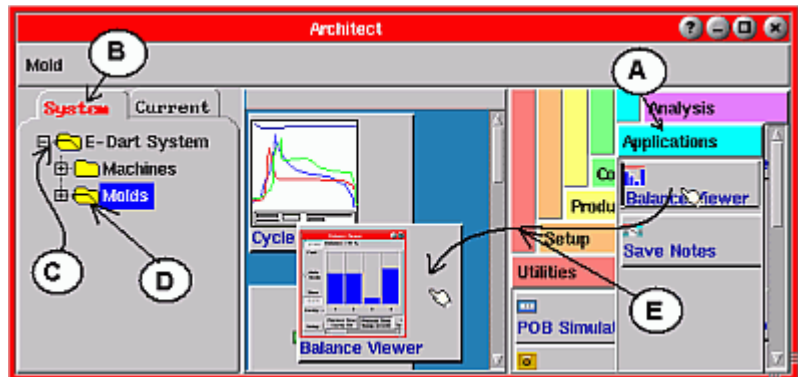 Architect
Mold
B
A
System Current
Analysis
E-Dart System
Applications
Machines
Molds
Balance Viewer
Produ
Cycle
Setup
Save Notes
C
D
Utilities
E
POB Simulat
Balance Viewer